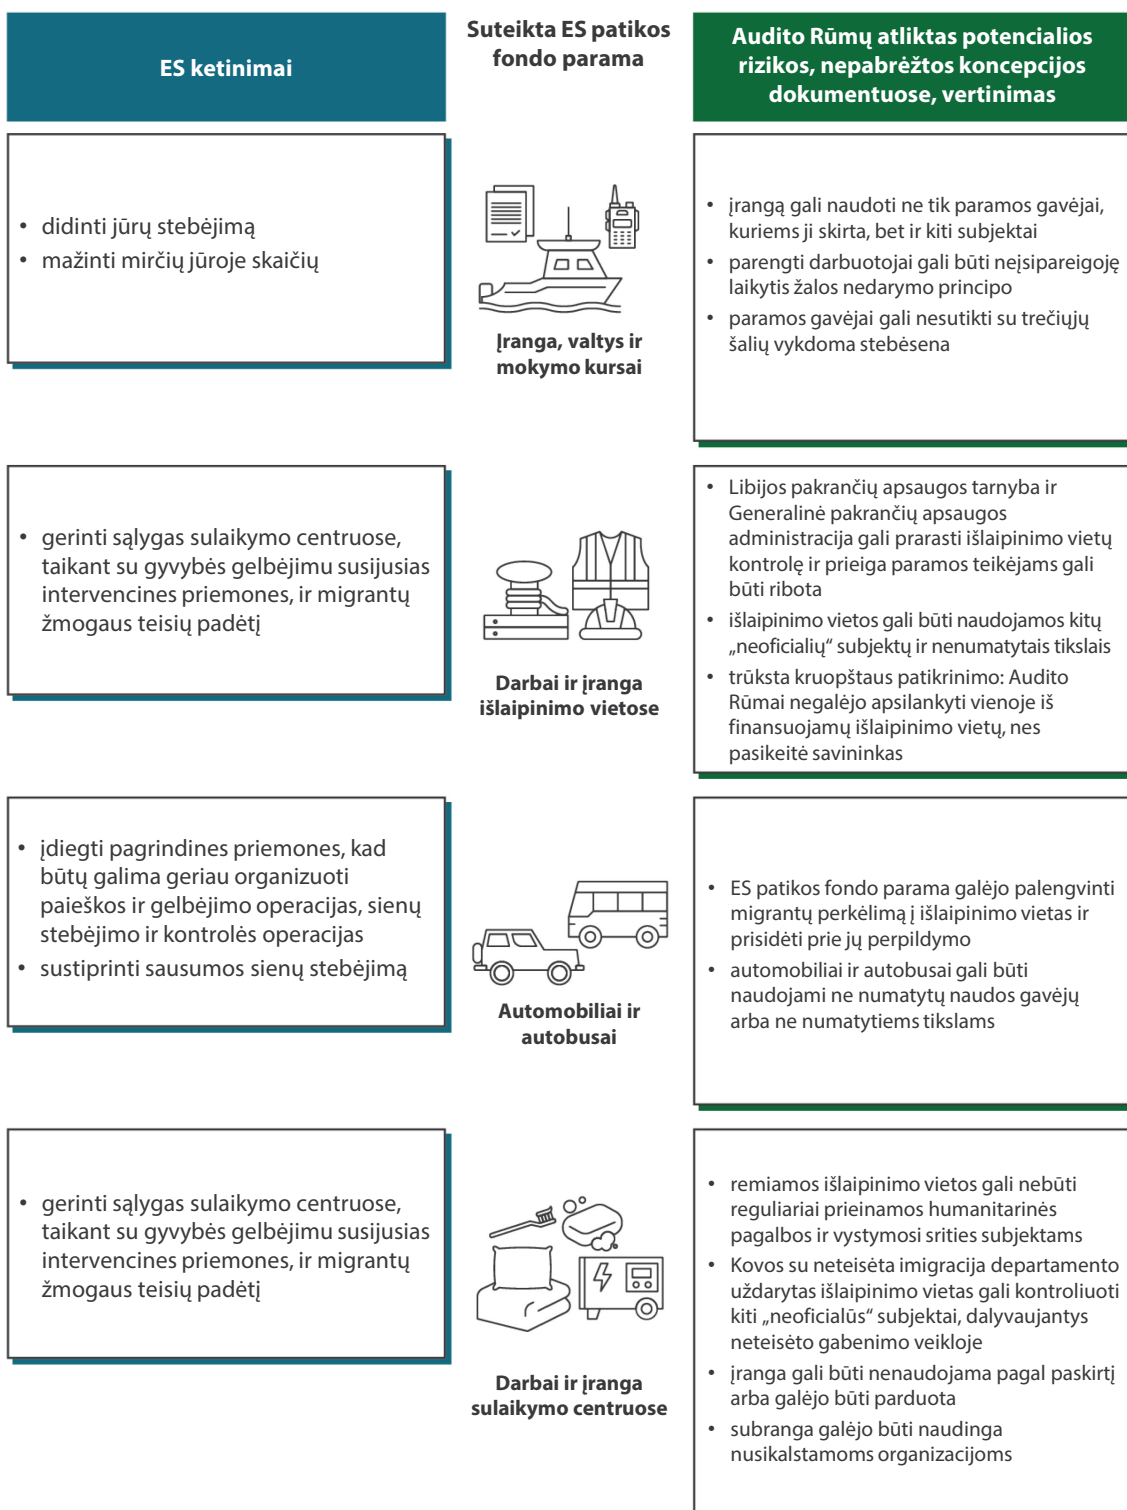 ES ketinimai
Suteikta ES patikos
fondo parama
Audito Rūmų atliktas potencialios
rizikos, nepabrėžtos koncepcijos
dokumentuose, vertinimas
• didinti jūrų stebėjimą
• mažinti mirčių jūroje skaičių
Įranga, valtys ir
mokymo kursai
• įrangą gali naudoti ne tik paramos gavėjai,
kuriems ji skirta, bet ir kiti subjektai
• parengti darbuotojai gali būti neįsipareigoję
laikytis žalos nedarymo principo
• paramos gavėjai gali nesutikti su trečiųjų
šalių vykdoma stebėsena
• gerinti sąlygas sulaikymo centruose,
taikant su gyvybės gelbėjimu susijusias
intervencines priemones, ir migrantų
žmogaus teisių padėtį
Darbai ir įranga
išlaipinimo vietose
• Libijos pakrančių apsaugos tarnyba ir
Generalinė pakrančių apsaugos
administracija gali prarasti išlaipinimo vietų
kontrolę ir prieiga paramos teikėjams gali
būti ribota
• išlaipinimo vietos gali būti naudojamos kitų
„neoficialių“ subjektų ir nenumatytais tikslais
• trūksta kruopštaus patikrinimo: Audito
Rūmai negalėjo apsilankyti vienoje iš
finansuojamų išlaipinimo vietų, nes
pasikeitė savininkas
• įdiegti pagrindines priemones, kad
būtų galima geriau organizuoti
paieškos ir gelbėjimo operacijas, sienų
stebėjimo ir kontrolės operacijas
• sustiprinti sausumos sienų stebėjimą
Automobiliai ir
autobusai
• ES patikos fondo parama galėjo palengvinti
migrantų perkėlimą į išlaipinimo vietas ir
prisidėti prie jų perpildymo
• automobiliai ir autobusai gali būti
naudojami ne numatytų naudos gavėjų
arba ne numatytiems tikslams
• gerinti sąlygas sulaikymo centruose,
taikant su gyvybės gelbėjimu susijusias
intervencines priemones, ir migrantų
žmogaus teisių padėtį
Darbai ir įranga
sulaikymo centruose
• remiamos išlaipinimo vietos gali nebūti
reguliariai prieinamos humanitarinės
pagalbos ir vystymosi srities subjektams
• Kovos su neteisėta imigracija departamento
uždarytas išlaipinimo vietas gali kontroliuoti
kiti „neoficialūs“ subjektai, dalyvaujantys
neteisėto gabenimo veikloje
• įranga gali būti nenaudojama pagal paskirtį
arba galėjo būti parduota
• subranga galėjo būti naudinga
nusikalstamoms organizacijoms